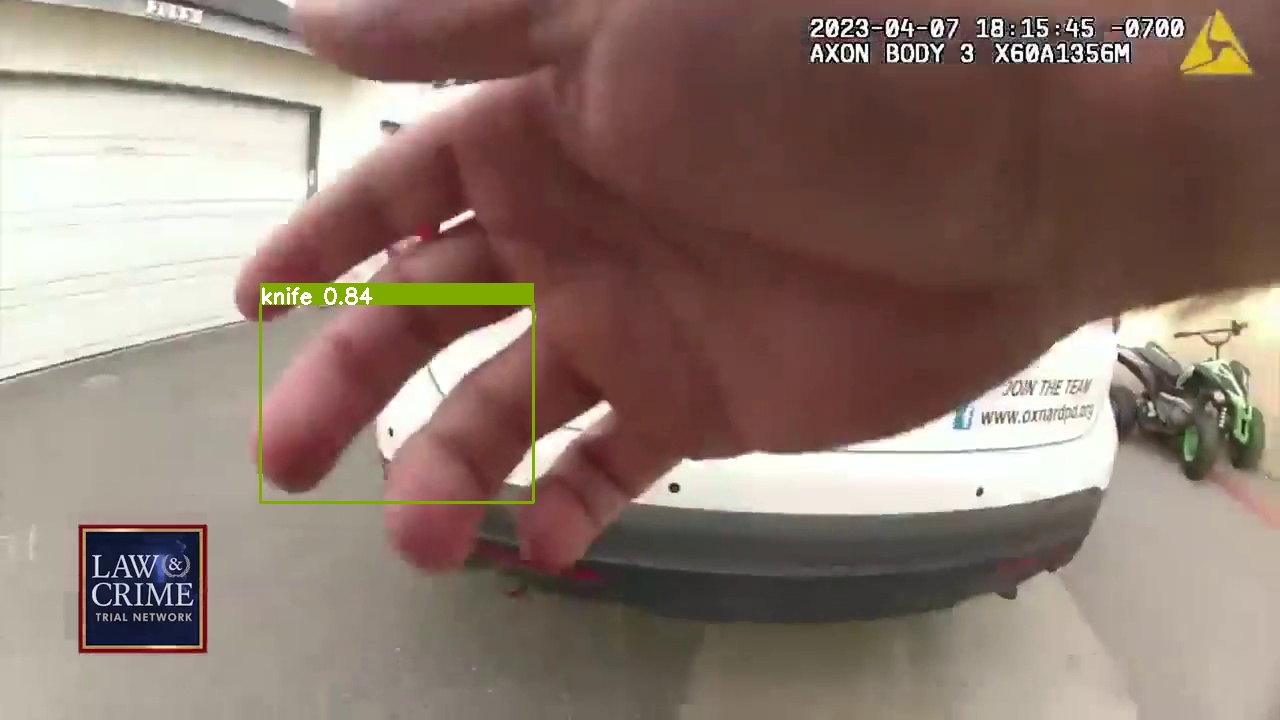 2023-04-07 18:15:45 -0700
AXON BODY 3 X60A1356M
knife 0.84
JOIN THE TEAM
www.oxnardpd.org
LAW &
CRIME
TRIAL NETWORK